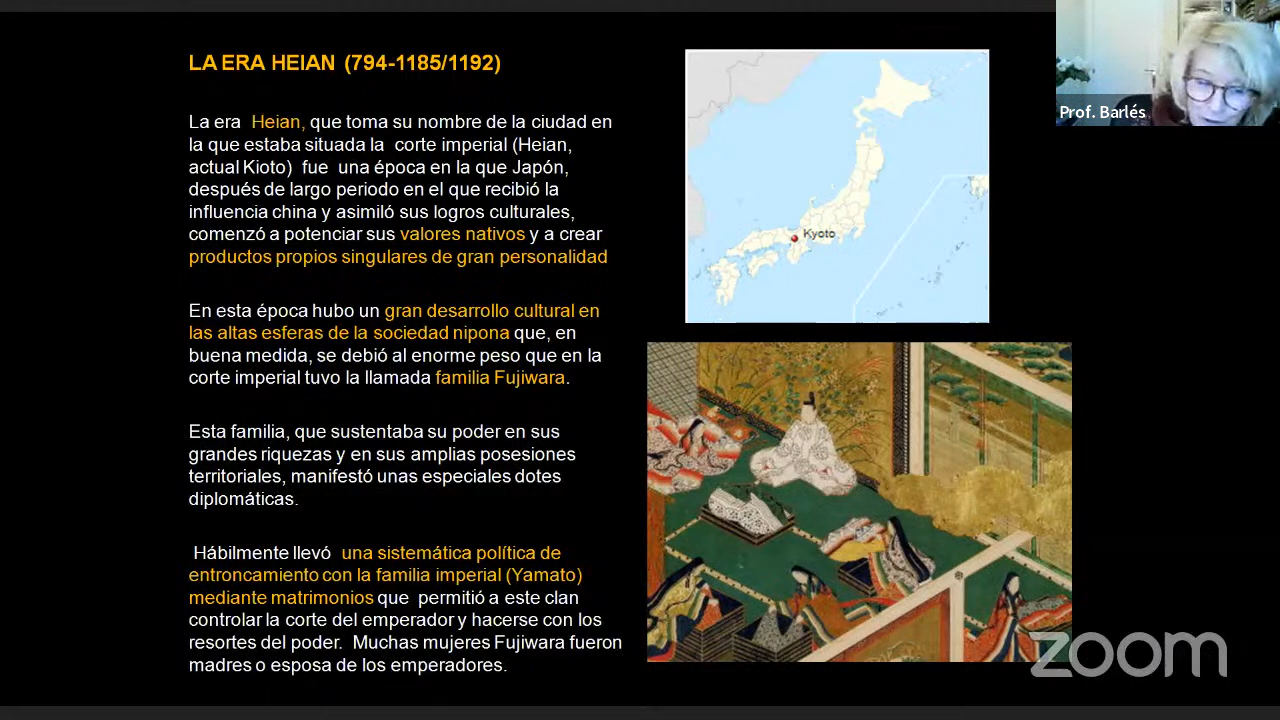 LA ERA HEIAN (794-1185/1192)
La era Heian, que toma su nombre de la ciudad en
la que estaba situada la corte imperial (Heian,
actual Kioto) fue una época en la que Japón,
después de largo periodo en el que recibió la
influencia china y asimiló sus logros culturales,
comenzó a potenciar sus valores nativos y a crear
productos propios singulares de gran personalidad
En esta época hubo un gran desarrollo cultural en
las altas esferas de la sociedad nipona que, en
buena medida, se debió al enorme peso que en la
corte imperial tuvo la llamada familia Fujiwara.
Esta familia, que sustentaba su poder en sus
grandes riquezas y en sus amplias posesiones
territoriales, manifestó unas especiales dotes
diplomáticas.
Hábilmente llevó una sistemática política de
entroncamiento con la familia imperial (Yamato)
mediante matrimonios que permitió a este clan
controlar la corte del emperador y hacerse con los
resortes del poder. Muchas mujeres Fujiwara fueron
madres o esposa de los emperadores.
Kyoto
Prof. Barlés
zoom